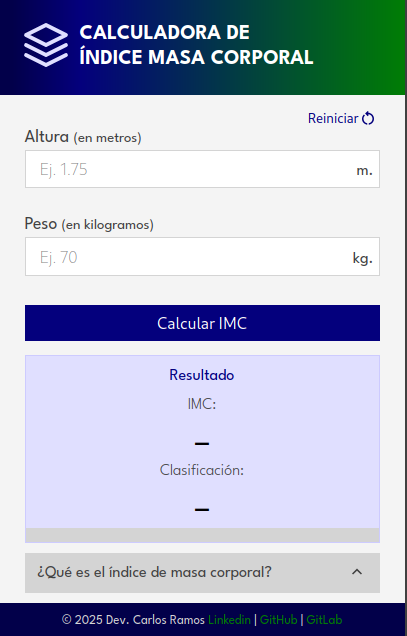 CALCULADORA DE
ÍNDICE MASA CORPORAL
Reiniciar
Altura (en metros)
Ej. 1.75 m.
Peso (en kilogramos)
Ej. 70 kg.
Calcular IMC
Resultado
IMC:
–
Clasificación:
–
¿Qué es el índice de masa corporal?
© 2025 Dev. Carlos Ramos Linkedin | GitHub | GitLab